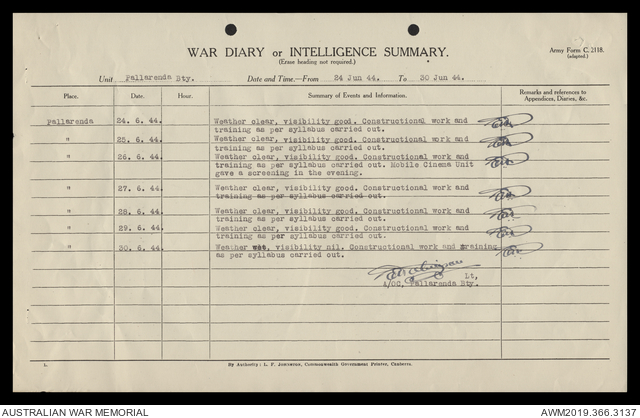 WAR DIARY or INTELLIGENCE SUMMARY.
(Erase heading not required.)
Army Form C. 2118.
(adapted.)
Unit Pallarenda Bty. Date and Time.—From 24 Jun 44. To 30 Jun 44.
Place. Date. Hour. Summary of Events and Information. Remarks and references to
Appendices, Diaries, &c.
Pallarenda 24. 6. 44. Weather clear, visibility good. Constructional work and
training as per syllabus carried out.
" 25. 6. 44. Weather clear, visibility good. Constructional work and
training as per syllabus carried out.
" 26. 6. 44. Weather clear, visibility good. Constructional work and
training as per syllabus carried out. Mobile Cinema Unit
gave a screening in the evening.
" 27. 6. 44. Weather clear, visibility good. Constructional work and
training as per syllabus carried out.
" 28. 6. 44. Weather clear, visibility good. Constructional work and
training as per syllabus carried out.
" 29. 6. 44. Weather clear, visibility good. Constructional work and
training as per syllabus carried out.
" 30. 6. 44. Weather wet, visibility nil. Constructional work and training
as per syllabus carried out.
Lt,
A/OC, Pallarenda Bty.
By Authority: L. F. Johnston, Commonwealth Government Printer, Canberra.
AUSTRALIAN WAR MEMORIAL AWM2019.366.3137